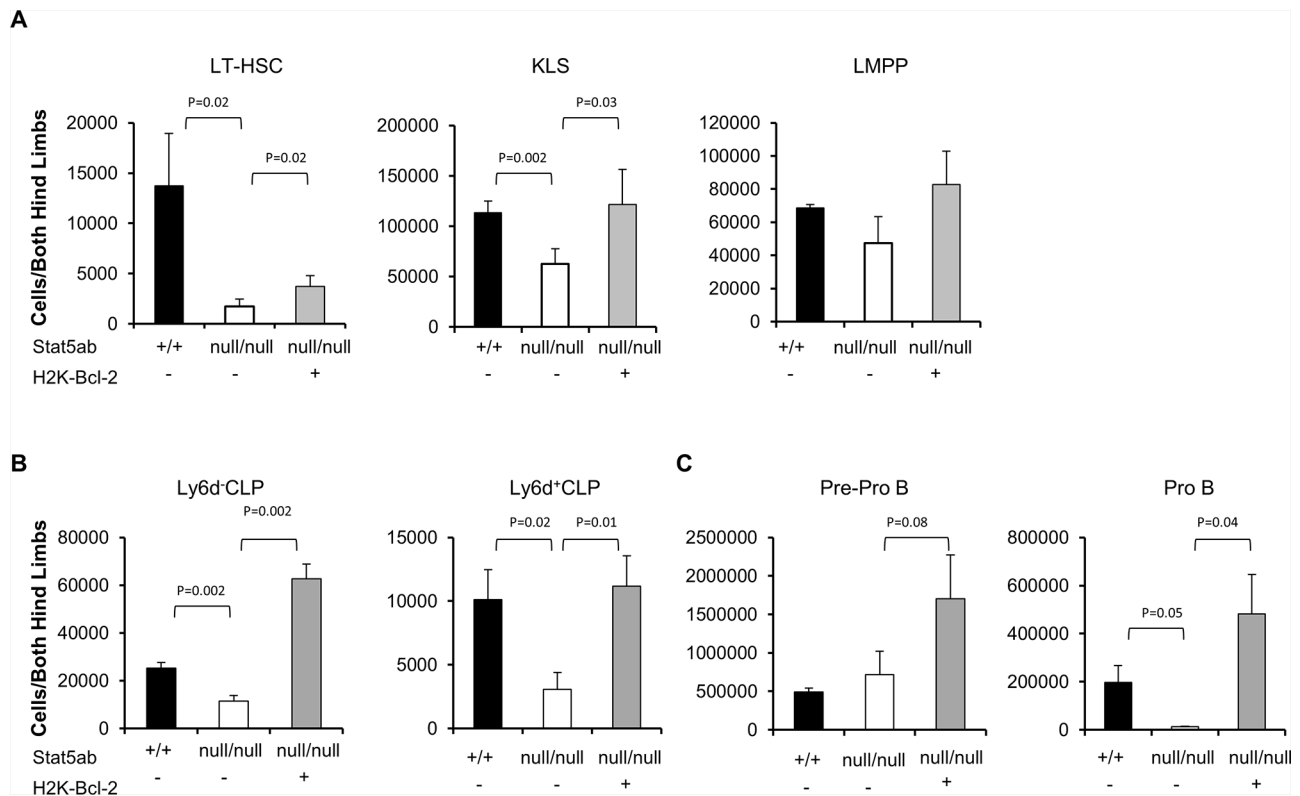 A
LT-HSC
KLS
LMPP
Cells/Both Hind Limbs
20000
15000
10000
5000
0
P=0.02
P=0.02
200000
150000
100000
50000
0
P=0.002
P=0.03
120000
100000
80000
60000
40000
20000
0
Stat5ab +/+ null/null null/null +/+ null/null null/null +/+ null/null null/null
H2K-Bcl-2 - - + - - + - - +
B
C
Ly6d-CLP
Ly6d+CLP
Pre-Pro B
Pro B
Cells/Both Hind Limbs
80000
60000
40000
20000
0
P=0.002
P=0.002
15000
10000
5000
0
P=0.02
P=0.01
2500000
2000000
1500000
1000000
500000
0
P=0.08
800000
600000
400000
200000
0
P=0.05
P=0.04
Stat5ab +/+ null/null null/null +/+ null/null null/null +/+ null/null null/null +/+ null/null null/null
H2K-Bcl-2 - - + - - + - - + - - +